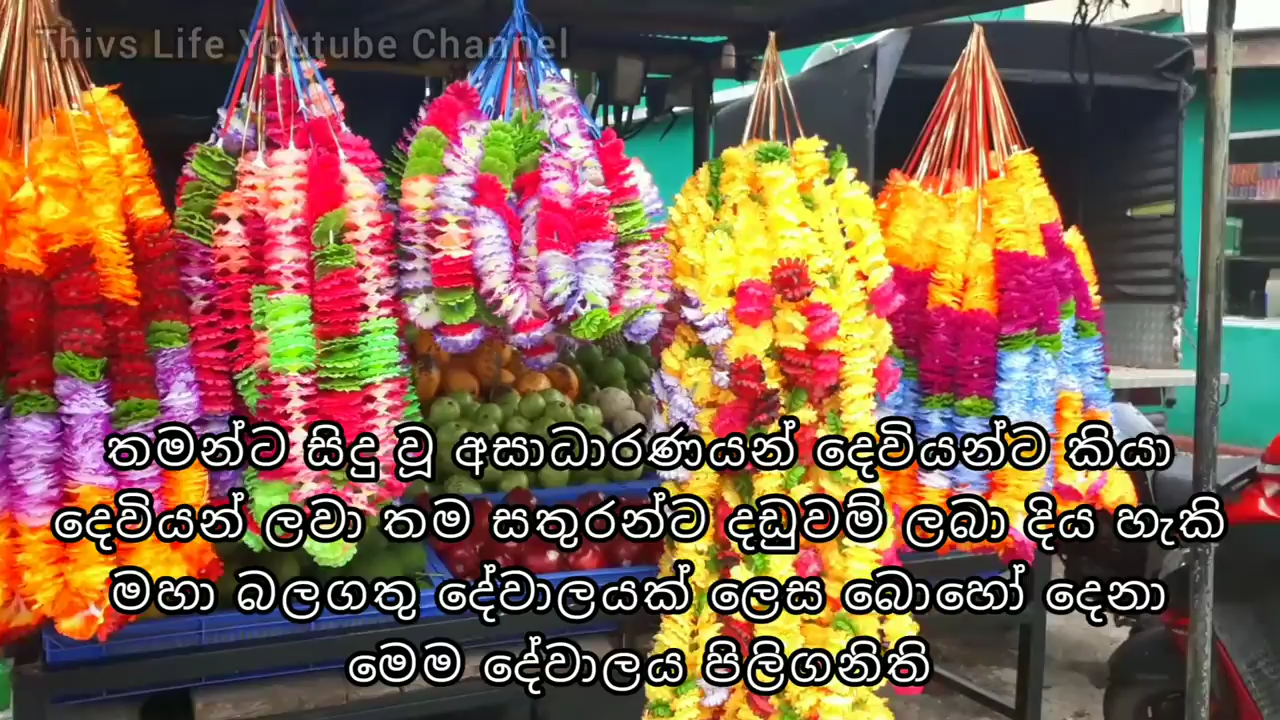 Thivs Life Youtube Channel
තමන්ට සිදු වූ අසාධාරණයන් දෙවියන්ට කියා
දෙවියන් ලවා තම සතුරන්ට දඩුවම් ලබා දිය හැකි
මහා බලගතු දේවාලයක් ලෙස බොහෝ දෙනා
මෙම දේවාලය පිලිගනිති